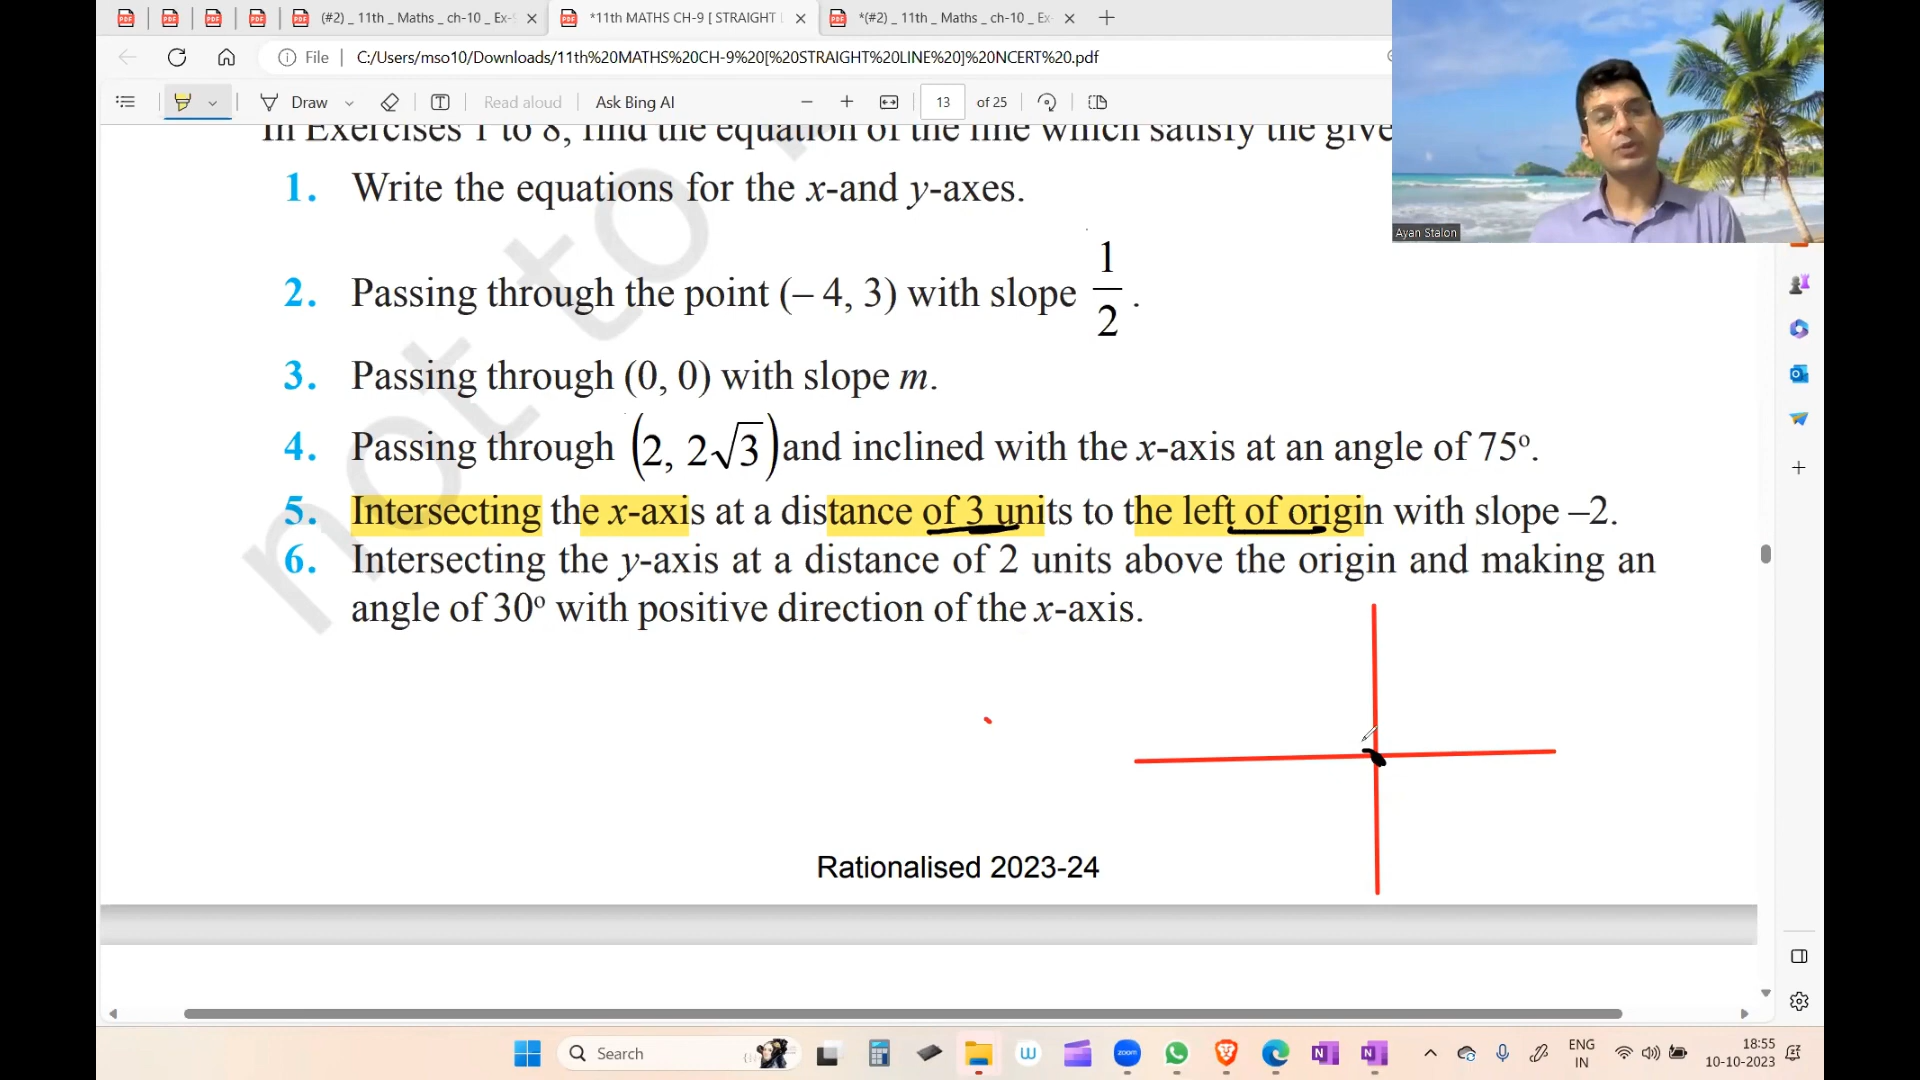 (#2) _ 11th _ Maths _ ch-10 _ Ex-
*11th MATHS CH-9 [ STRAIGHT
*(#2) _ 11th _ Maths _ ch-10 _ Ex-
File
C:/Users/mso10/Downloads/11th%20MATHS%20CH-9%20[%20STRAIGHT%20LINE%20]%20NCERT%20.pdf
Draw
Read aloud
Ask Bing AI
13 of 25
Ayan Stalon
In Exercises 1 to 8, find the equation of the line which satisfy the give
1. Write the equations for the x-and y-axes.
2. Passing through the point (– 4, 3) with slope 1/2 .
3. Passing through (0, 0) with slope m.
4. Passing through (2, 2√3) and inclined with the x-axis at an angle of 75°.
5. Intersecting the x-axis at a distance of 3 units to the left of origin with slope –2.
6. Intersecting the y-axis at a distance of 2 units above the origin and making an
angle of 30° with positive direction of the x-axis.
not to
Rationalised 2023-24
Search
zoom
ENG
IN
18:55
10-10-2023